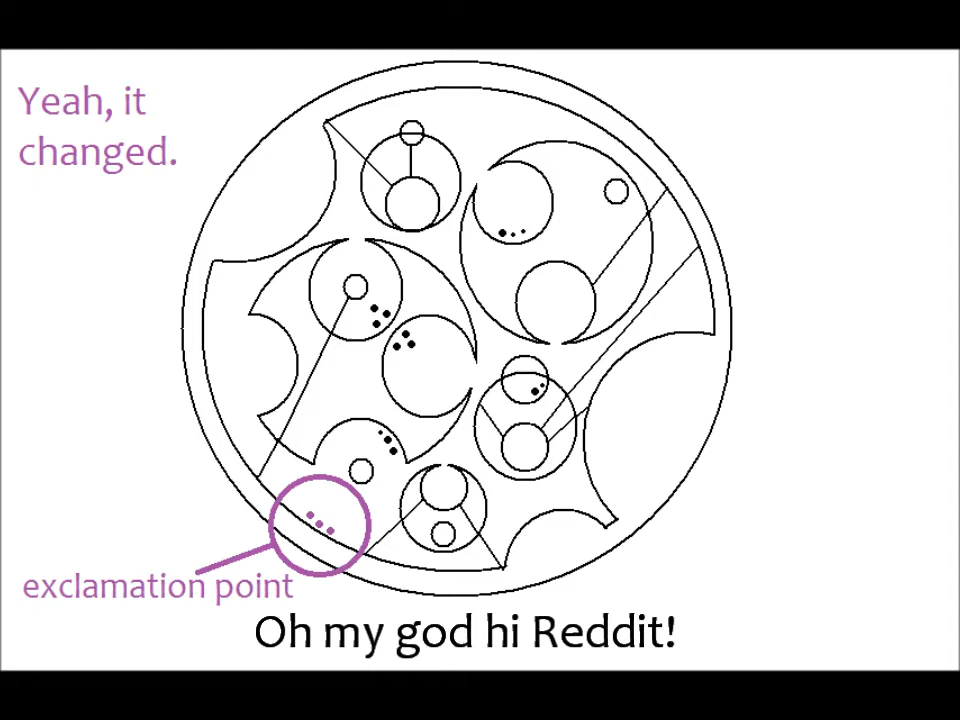 Yeah, it
changed.
exclamation point
Oh my god hi Reddit!